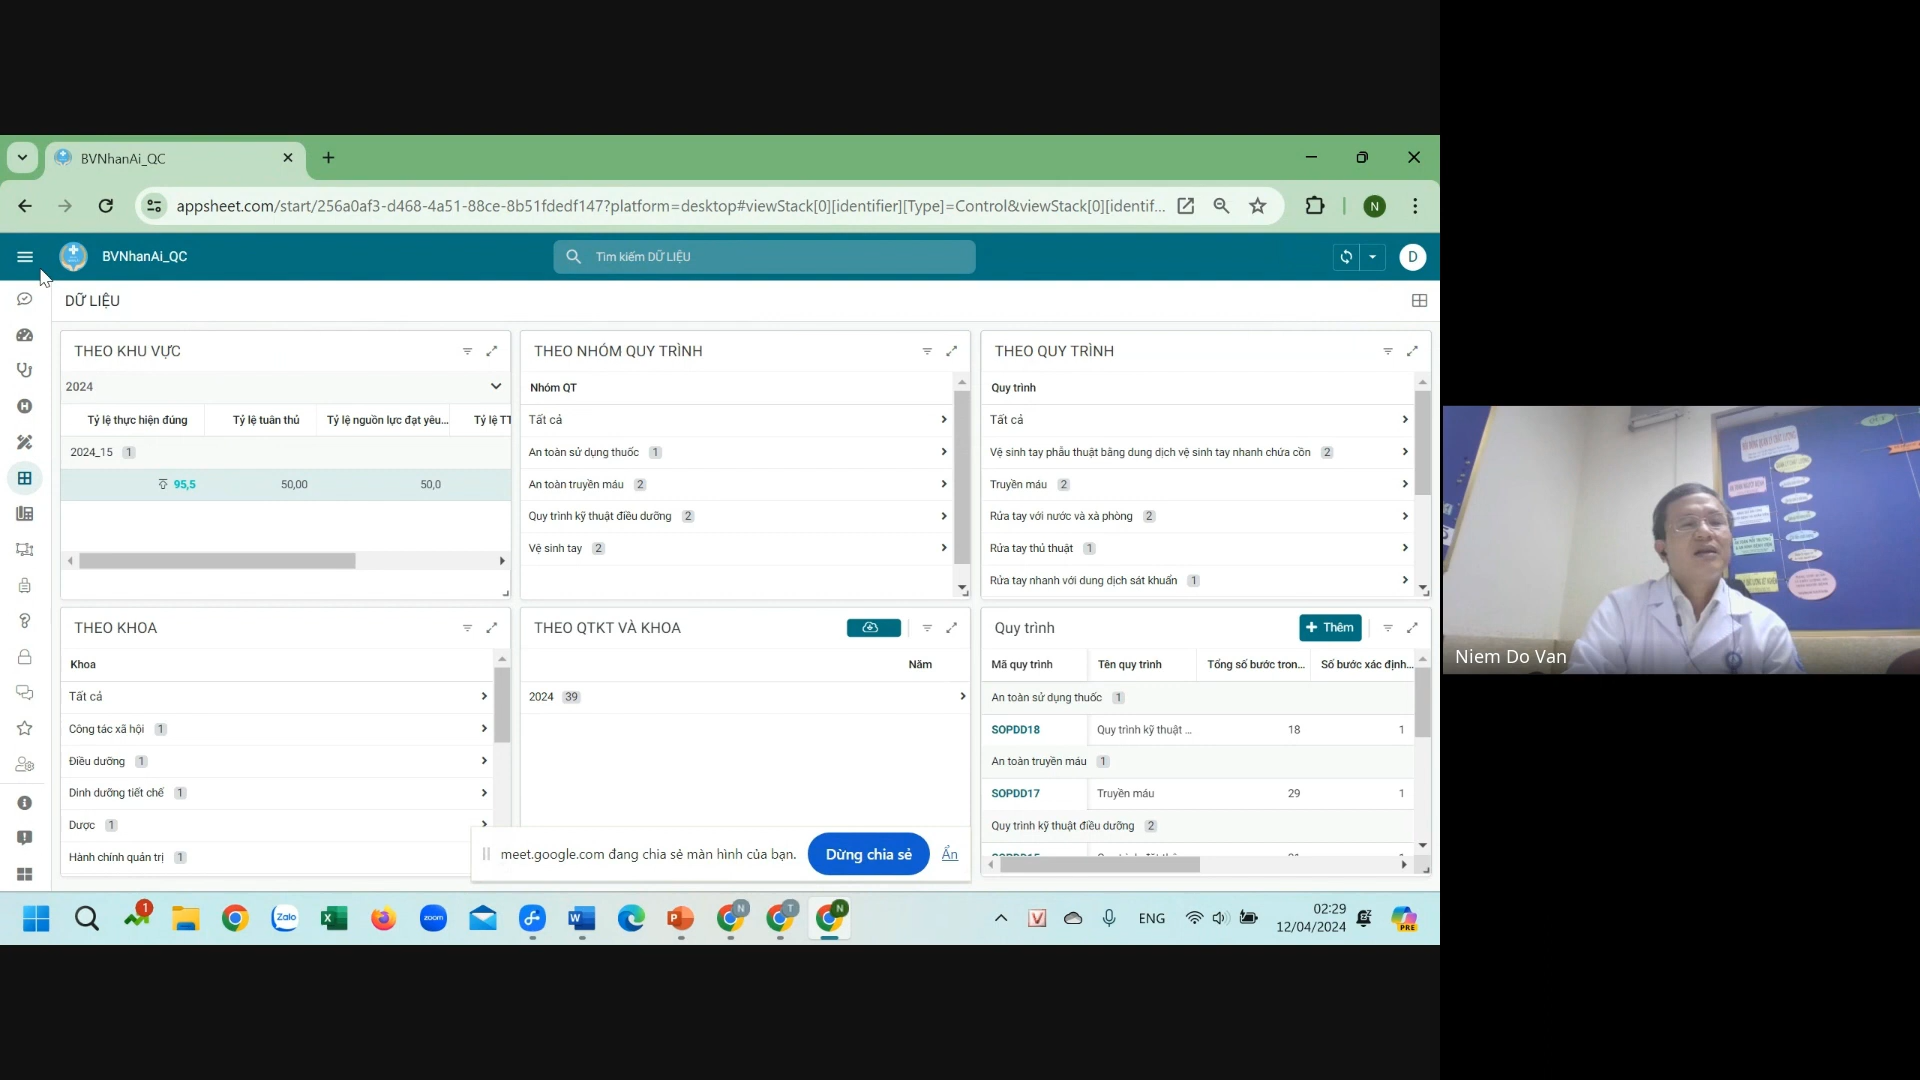 BVNhanAi_QC
appsheet.com/start/256a0af3-d468-4a51-88ce-8b51fdedf147?platform=desktop#viewStack[0][identifier][Type]=Control&viewStack[0][identif...
N
BVNhanAi_QC
Tìm kiếm DỮ LIỆU
D
DỮ LIỆU
THEO KHU VỰC
2024
Tỷ lệ thực hiện đúng Tỷ lệ tuân thủ Tỷ lệ nguồn lực đạt yêu... Tỷ lệ TT
2024_15 1
95,5 50,00 50,0
THEO NHÓM QUY TRÌNH
Nhóm QT
Tất cả
An toàn sử dụng thuốc 1
An toàn truyền máu 2
Quy trình kỹ thuật điều dưỡng 2
Vệ sinh tay 2
THEO QUY TRÌNH
Quy trình
Tất cả
Vệ sinh tay phẫu thuật bằng dung dịch vệ sinh tay nhanh chứa cồn 2
Truyền máu 2
Rửa tay với nước và xà phòng 2
Rửa tay thủ thuật 1
Rửa tay nhanh với dung dịch sát khuẩn 1
THEO KHOA
Khoa
Tất cả
Công tác xã hội 1
Điều dưỡng 1
Dinh dưỡng tiết chế 1
Dược 1
Hành chính quản trị 1
THEO QTKT VÀ KHOA
Năm
2024 39
Quy trình
Thêm
Mã quy trình Tên quy trình Tổng số bước tron... Số bước xác định...
An toàn sử dụng thuốc 1
SOPDD18 Quy trình kỹ thuật ... 18 1
An toàn truyền máu 1
SOPDD17 Truyền máu 29 1
Quy trình kỹ thuật điều dưỡng 2
meet.google.com đang chia sẻ màn hình của bạn. Dừng chia sẻ Ẩn
1
Zalo
zoom
N
T
N
ENG
02:29
12/04/2024
PRE
Niem Do Van